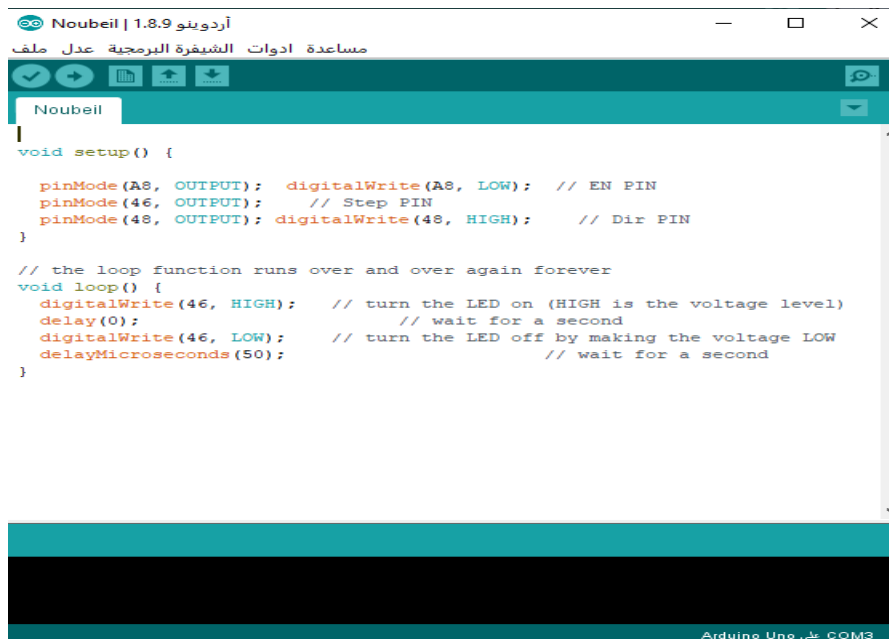 Noubeil | 1.8.9 أردوينو
ملف عدل الشيفرة البرمجية ادوات مساعدة
Noubeil
void setup() {
pinMode(A8, OUTPUT);  digitalWrite(A8, LOW);  // EN PIN
pinMode(46, OUTPUT);    // Step PIN
pinMode(48, OUTPUT); digitalWrite(48, HIGH);    // Dir PIN
}
// the loop function runs over and over again forever
void loop() {
digitalWrite(46, HIGH);   // turn the LED on (HIGH is the voltage level)
delay(0);                       // wait for a second
digitalWrite(46, LOW);    // turn the LED off by making the voltage LOW
delayMicroseconds(50);                       // wait for a second
}
Arduino Uno على COM3